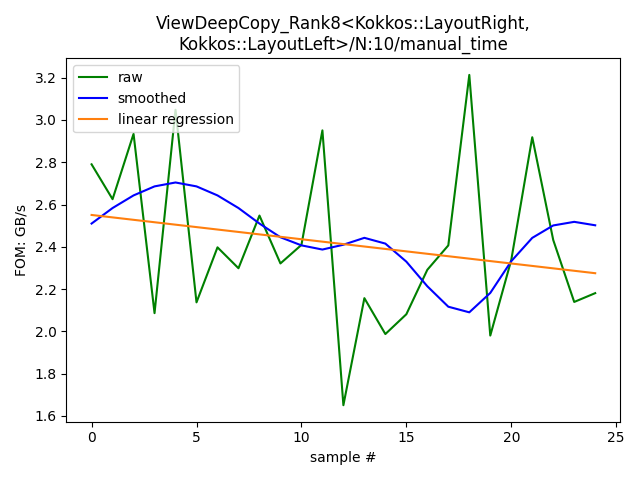 ViewDeepCopy_Rank8<Kokkos::LayoutRight,
Kokkos::LayoutLeft>/N:10/manual_time
raw
smoothed
linear regression
FOM: GB/s
3.2
3.0
2.8
2.6
2.4
2.2
2.0
1.8
1.6
0
5
10
15
20
25
sample #